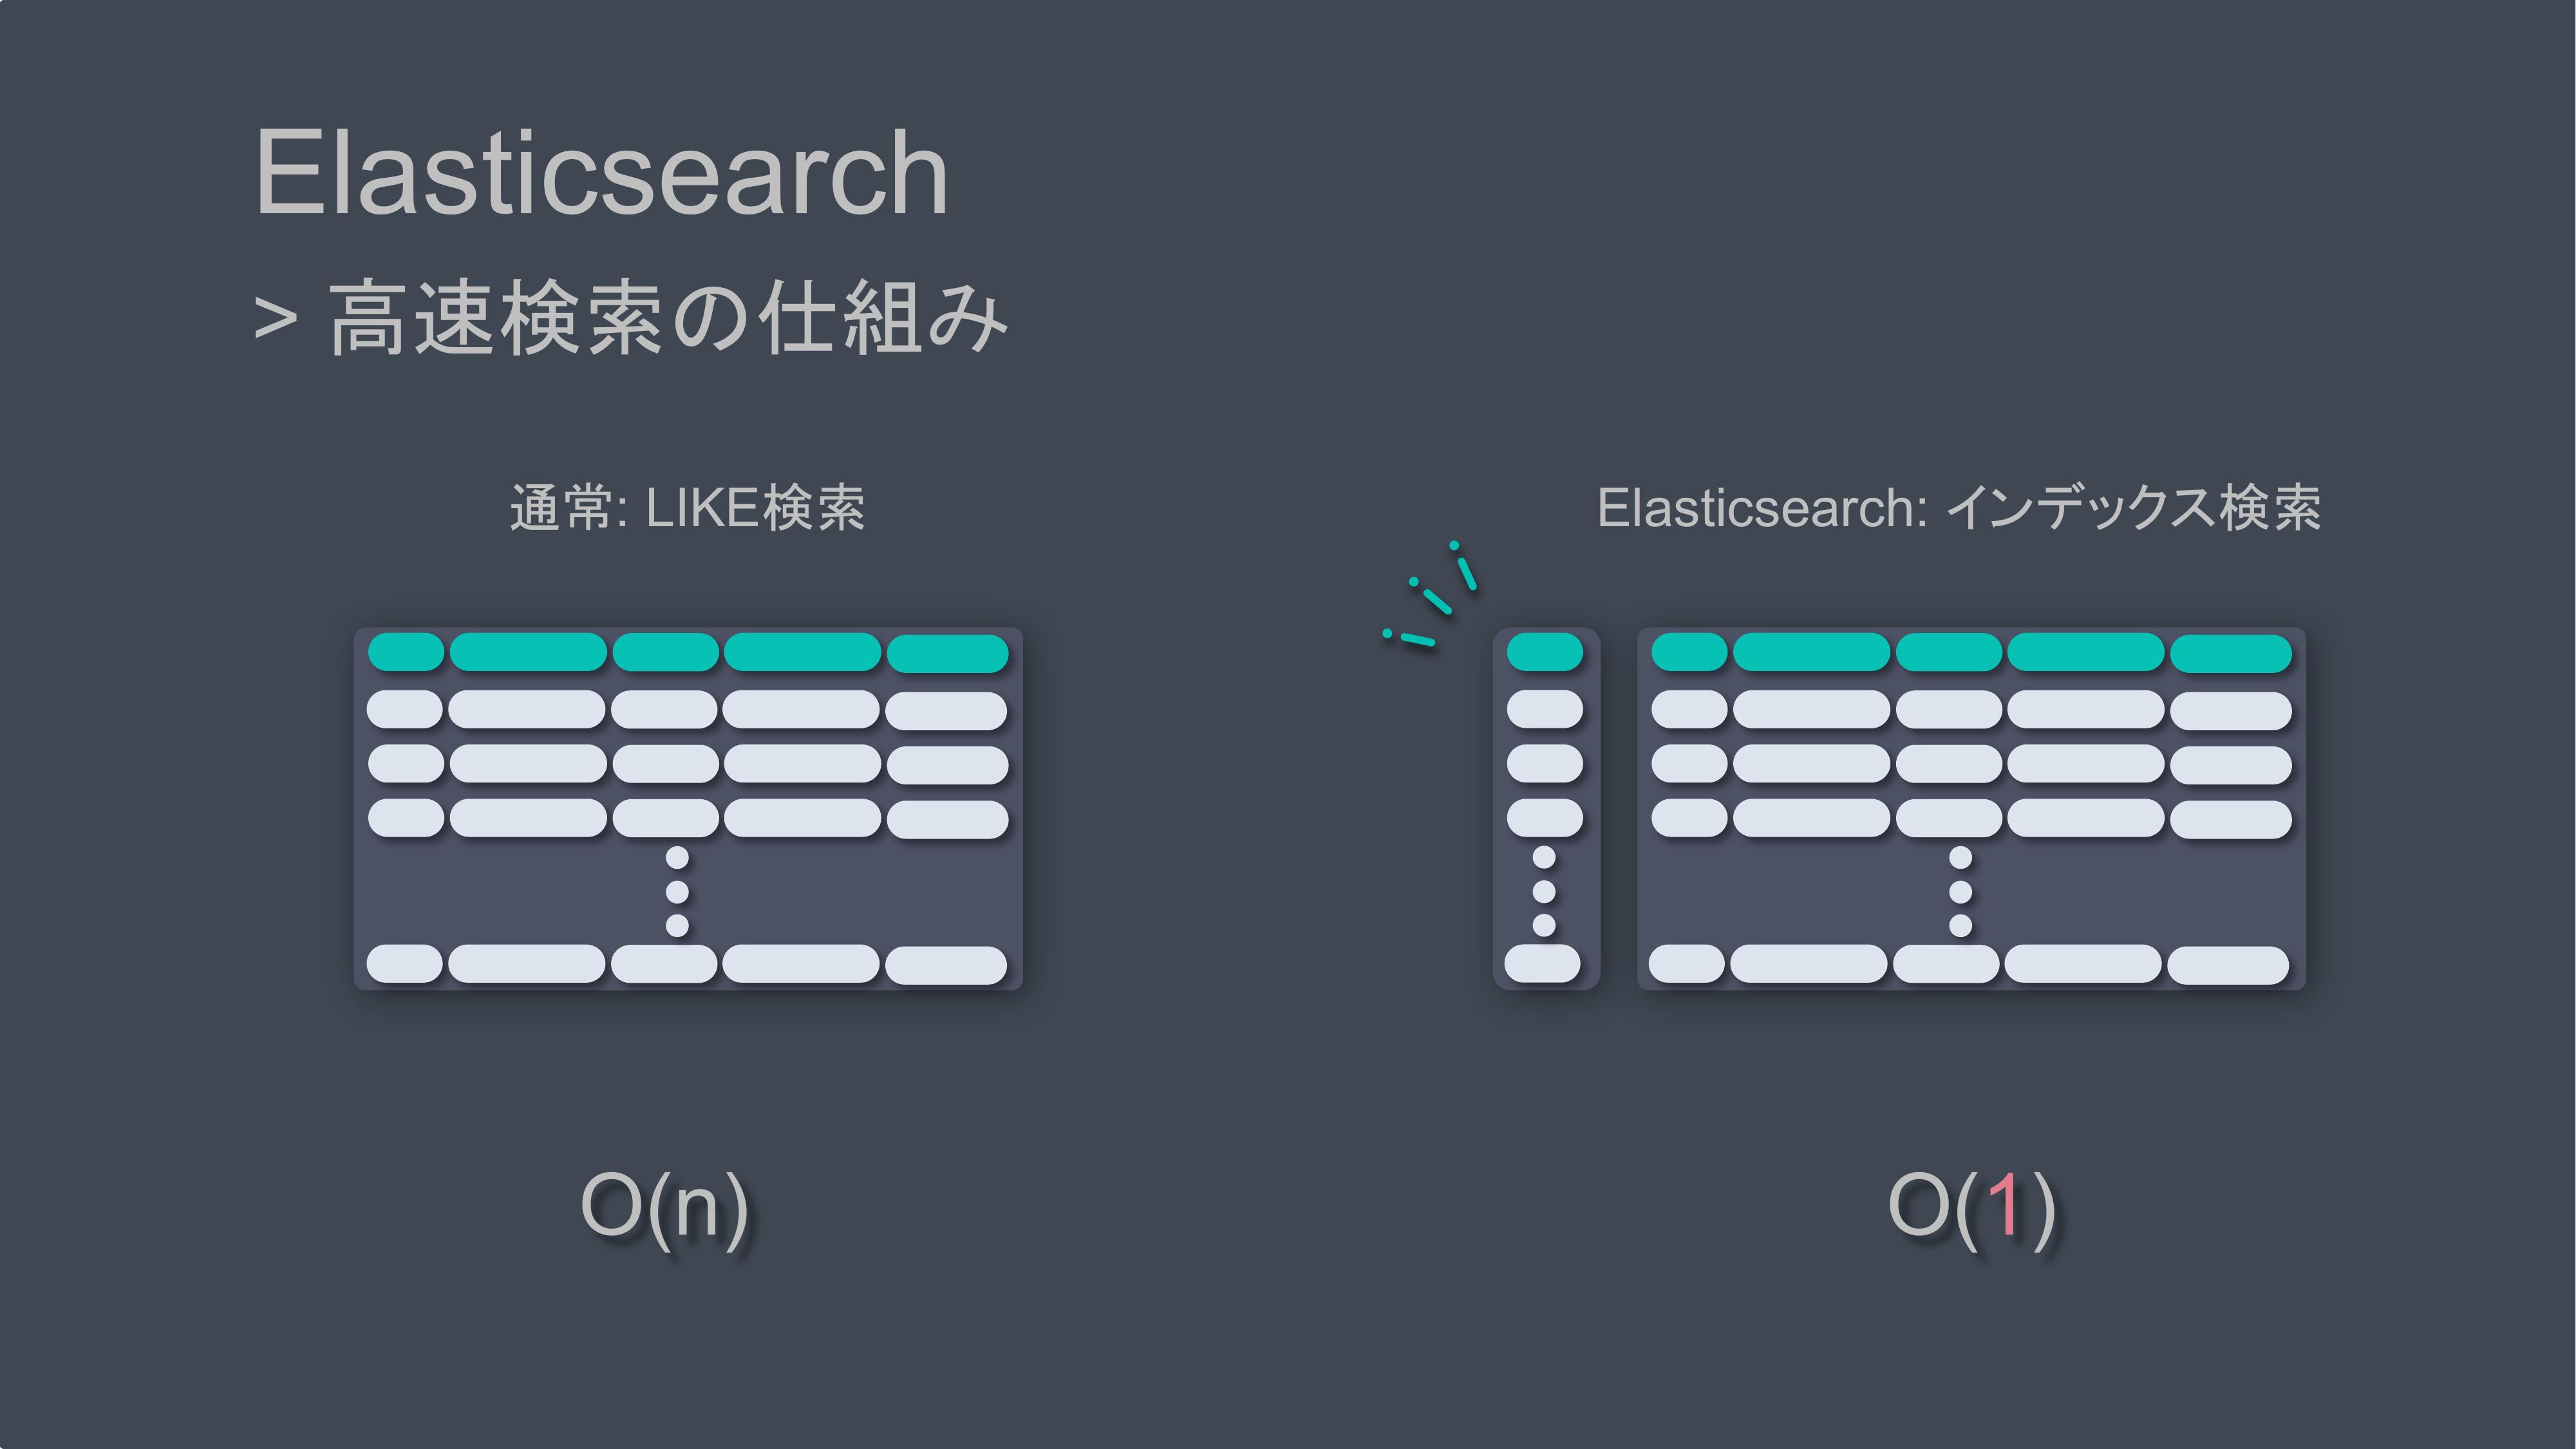 Elasticsearch
> 高速検索の仕組み
通常: LIKE検索
Elasticsearch: インデックス検索
O(n)
O(1)